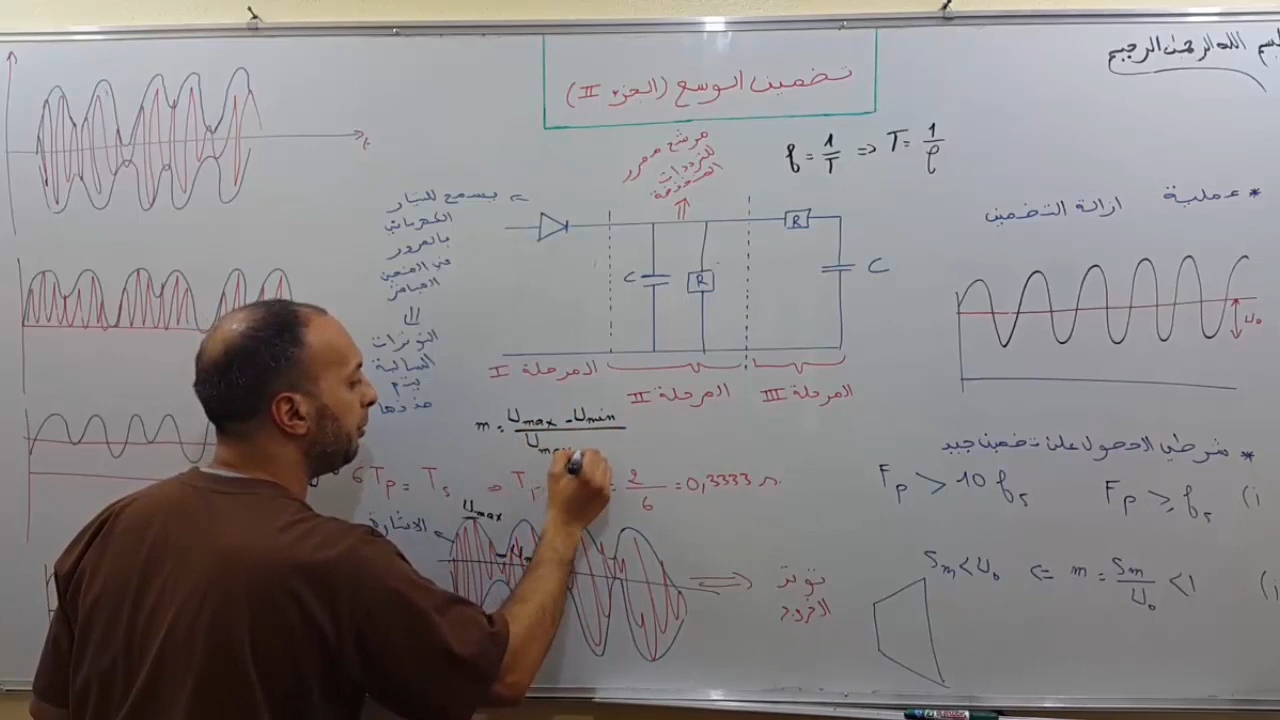 بسم الله الرحمن الرحيم
تضمين الوسع (الجزء II)
f = 1/T => T = 1/f
مرشح ممرر
للترددات
المنخفضة
يسمح للتيار
الكهربائي
بالمرور
في المنحى
المباشر
التوترات
السالبة
يتم
حذفها
C
R
R
C
المرحلة I
المرحلة II
المرحلة III
* عملية ازالة التضمين
U₀
* شرطي الحصول على تضمين جيد
i) Fp ≥ fs Fp > 10 fs
m = Sm/U₀ < 1 => Sm < U₀
m = Umax - Umin / Umax
6 Tp = Ts => T
= 2/6 = 0,3333
الاشارة
Umax
توتر
الخروج
t